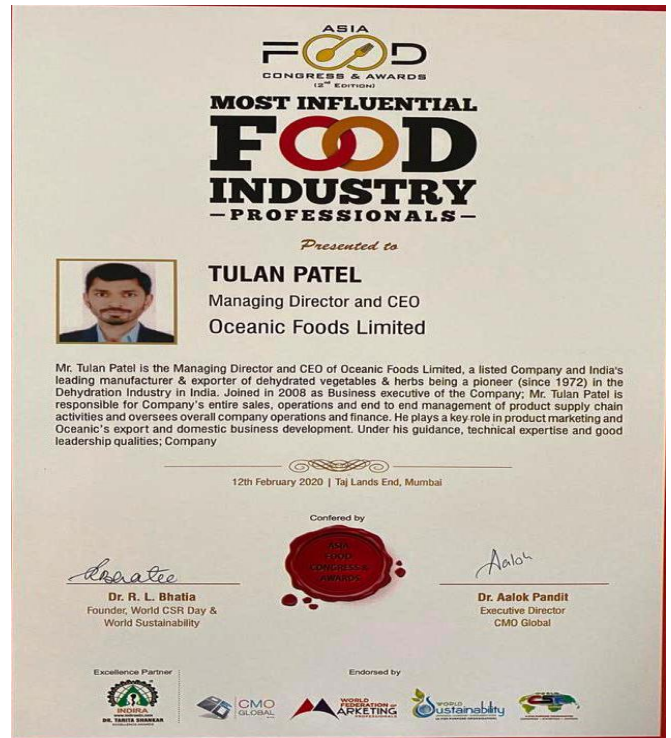 ASIA
FOOD
CONGRESS & AWARDS
(2nd EDITION)
MOST INFLUENTIAL
FOOD
INDUSTRY
–PROFESSIONALS–
Presented to
TULAN PATEL
Managing Director and CEO
Oceanic Foods Limited
Mr. Tulan Patel is the Managing Director and CEO of Oceanic Foods Limited, a listed Company and India's
leading manufacturer & exporter of dehydrated vegetables & herbs being a pioneer (since 1972) in the
Dehydration Industry in India. Joined in 2008 as Business executive of the Company; Mr. Tulan Patel is
responsible for Company's entire sales, operations and end to end management of product supply chain
activities and oversees overall company operations and finance. He plays a key role in product marketing and
Oceanic's export and domestic business development. Under his guidance, technical expertise and good
leadership qualities; Company
12th February 2020 | Taj Lands End, Mumbai
Confered by
ASIA
FOOD
CONGRESS &
AWARDS
Aalok
Dr. R. L. Bhatia
Founder, World CSR Day &
World Sustainability
Dr. Aalok Pandit
Executive Director
CMO Global
Excellence Partner
Endorsed by
INDIRA
DR. TARITA SHANKAR
CMO
GLOBAL
WORLD
FEDERATION OF
MARKETING
PROFESSIONALS
WORLD
Sustainability
WORLD
CSR